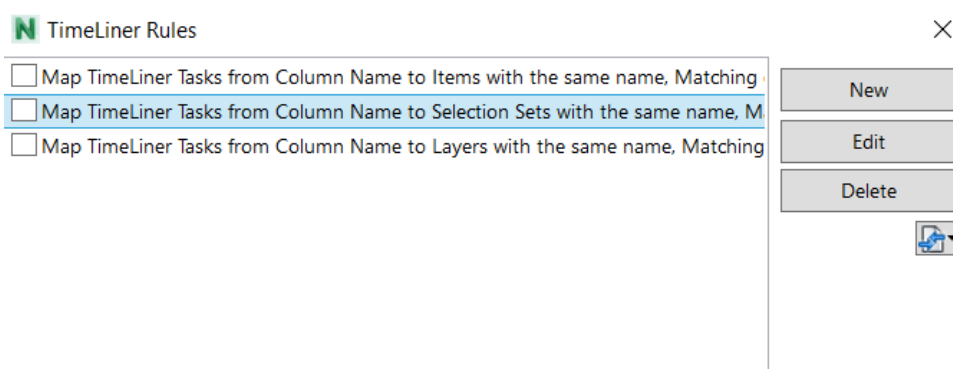 TimeLiner Rules
Map TimeLiner Tasks from Column Name to Items with the same name, Matching
Map TimeLiner Tasks from Column Name to Selection Sets with the same name,
Map TimeLiner Tasks from Column Name to Layers with the same name, Matching
New
Edit
Delete